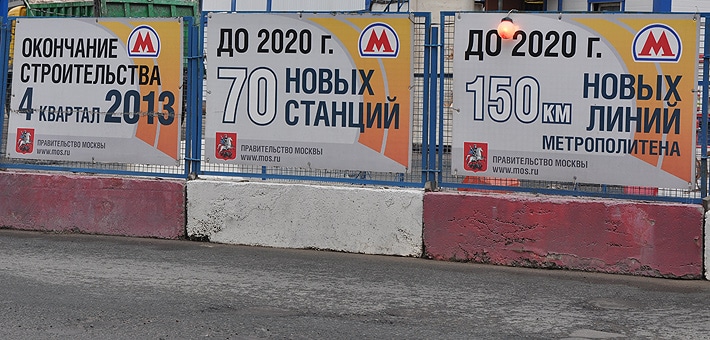 ОКОНЧАНИЕ
СТРОИТЕЛЬСТВА
4 КВАРТАЛ 2013
ПРАВИТЕЛЬСТВО МОСКВЫ
www.mos.ru
М
ДО 2020 г.
70 НОВЫХ
СТАНЦИЙ
ПРАВИТЕЛЬСТВО МОСКВЫ
www.mos.ru
М
ДО 2020 г.
150 КМ НОВЫХ
ЛИНИЙ
МЕТРОПОЛИТЕНА
ПРАВИТЕЛЬСТВО МОСКВЫ
www.mos.ru
М